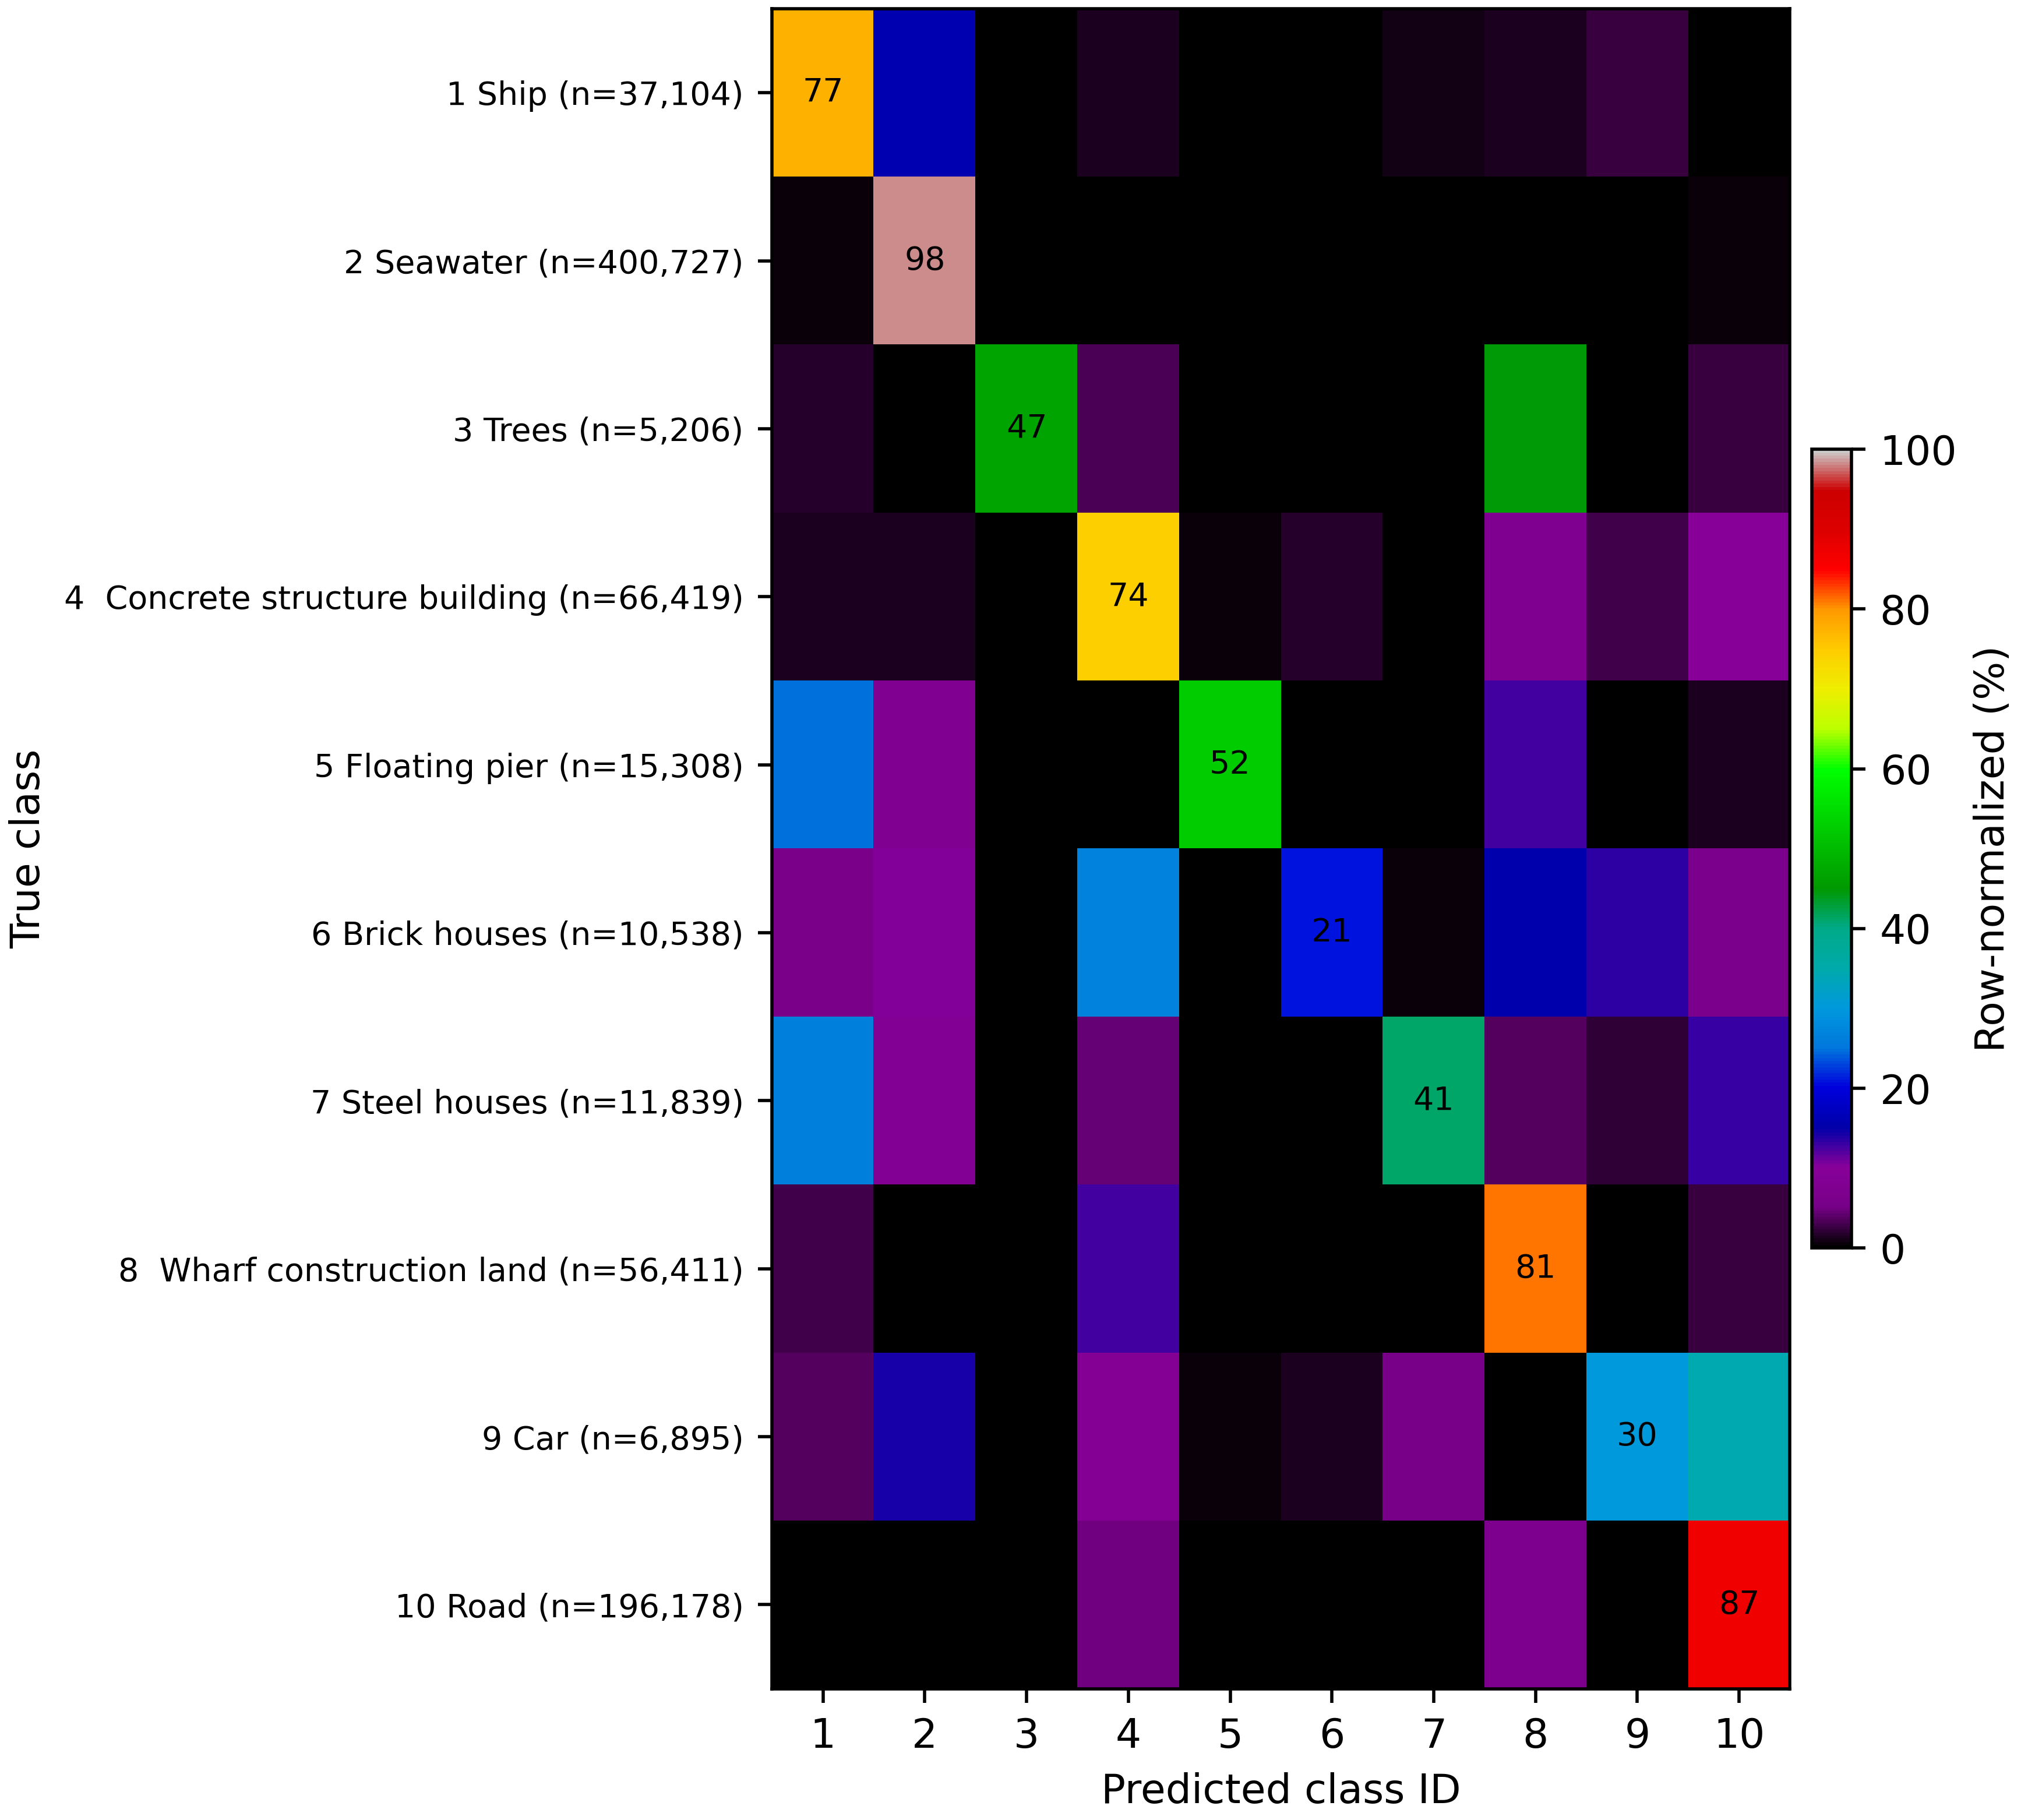 1 Ship (n=37,104)
77
2 Seawater (n=400,727)
98
3 Trees (n=5,206)
47
4  Concrete structure building (n=66,419)
74
5 Floating pier (n=15,308)
52
6 Brick houses (n=10,538)
21
7 Steel houses (n=11,839)
41
8  Wharf construction land (n=56,411)
81
9 Car (n=6,895)
30
10 Road (n=196,178)
87
True class
1 2 3 4 5 6 7 8 9 10
Predicted class ID
100
80
60
40
20
0
Row-normalized (%)